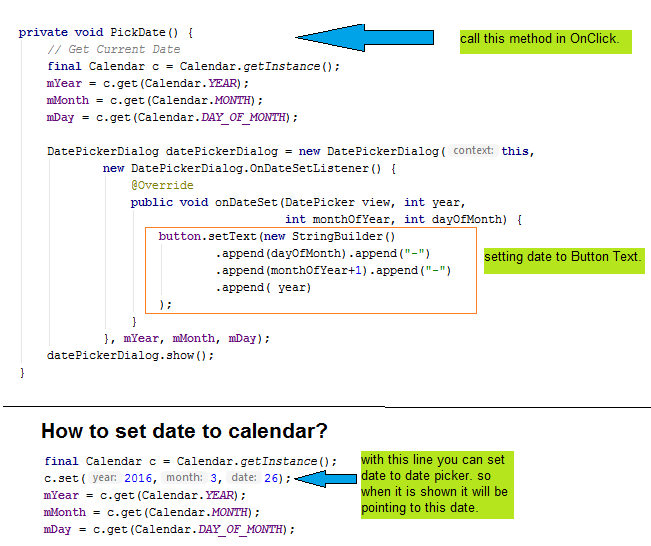 private void PickDate() {
call this method in OnClick.
// Get Current Date
final Calendar c = Calendar.getInstance();
mYear = c.get(Calendar.YEAR);
mMonth = c.get(Calendar.MONTH);
mDay = c.get(Calendar.DAY_OF_MONTH);
DatePickerDialog datePickerDialog = new DatePickerDialog( context: this,
new DatePickerDialog.OnDateSetListener() {
@Override
public void onDateSet(DatePicker view, int year,
int monthOfYear, int dayOfMonth) {
button.setText(new StringBuilder()
.append(dayOfMonth).append("-")
.append(monthOfYear+1).append("-")
.append( year)
);
setting date to Button Text.
}
}, mYear, mMonth, mDay);
datePickerDialog.show();
}
How to set date to calendar?
final Calendar c = Calendar.getInstance();
c.set( year: 2016, month: 3, date: 26);
mYear = c.get(Calendar.YEAR);
mMonth = c.get(Calendar.MONTH);
mDay = c.get(Calendar.DAY_OF_MONTH);
with this line you can set
date to date picker. so
when it is shown it will be
pointing to this date.